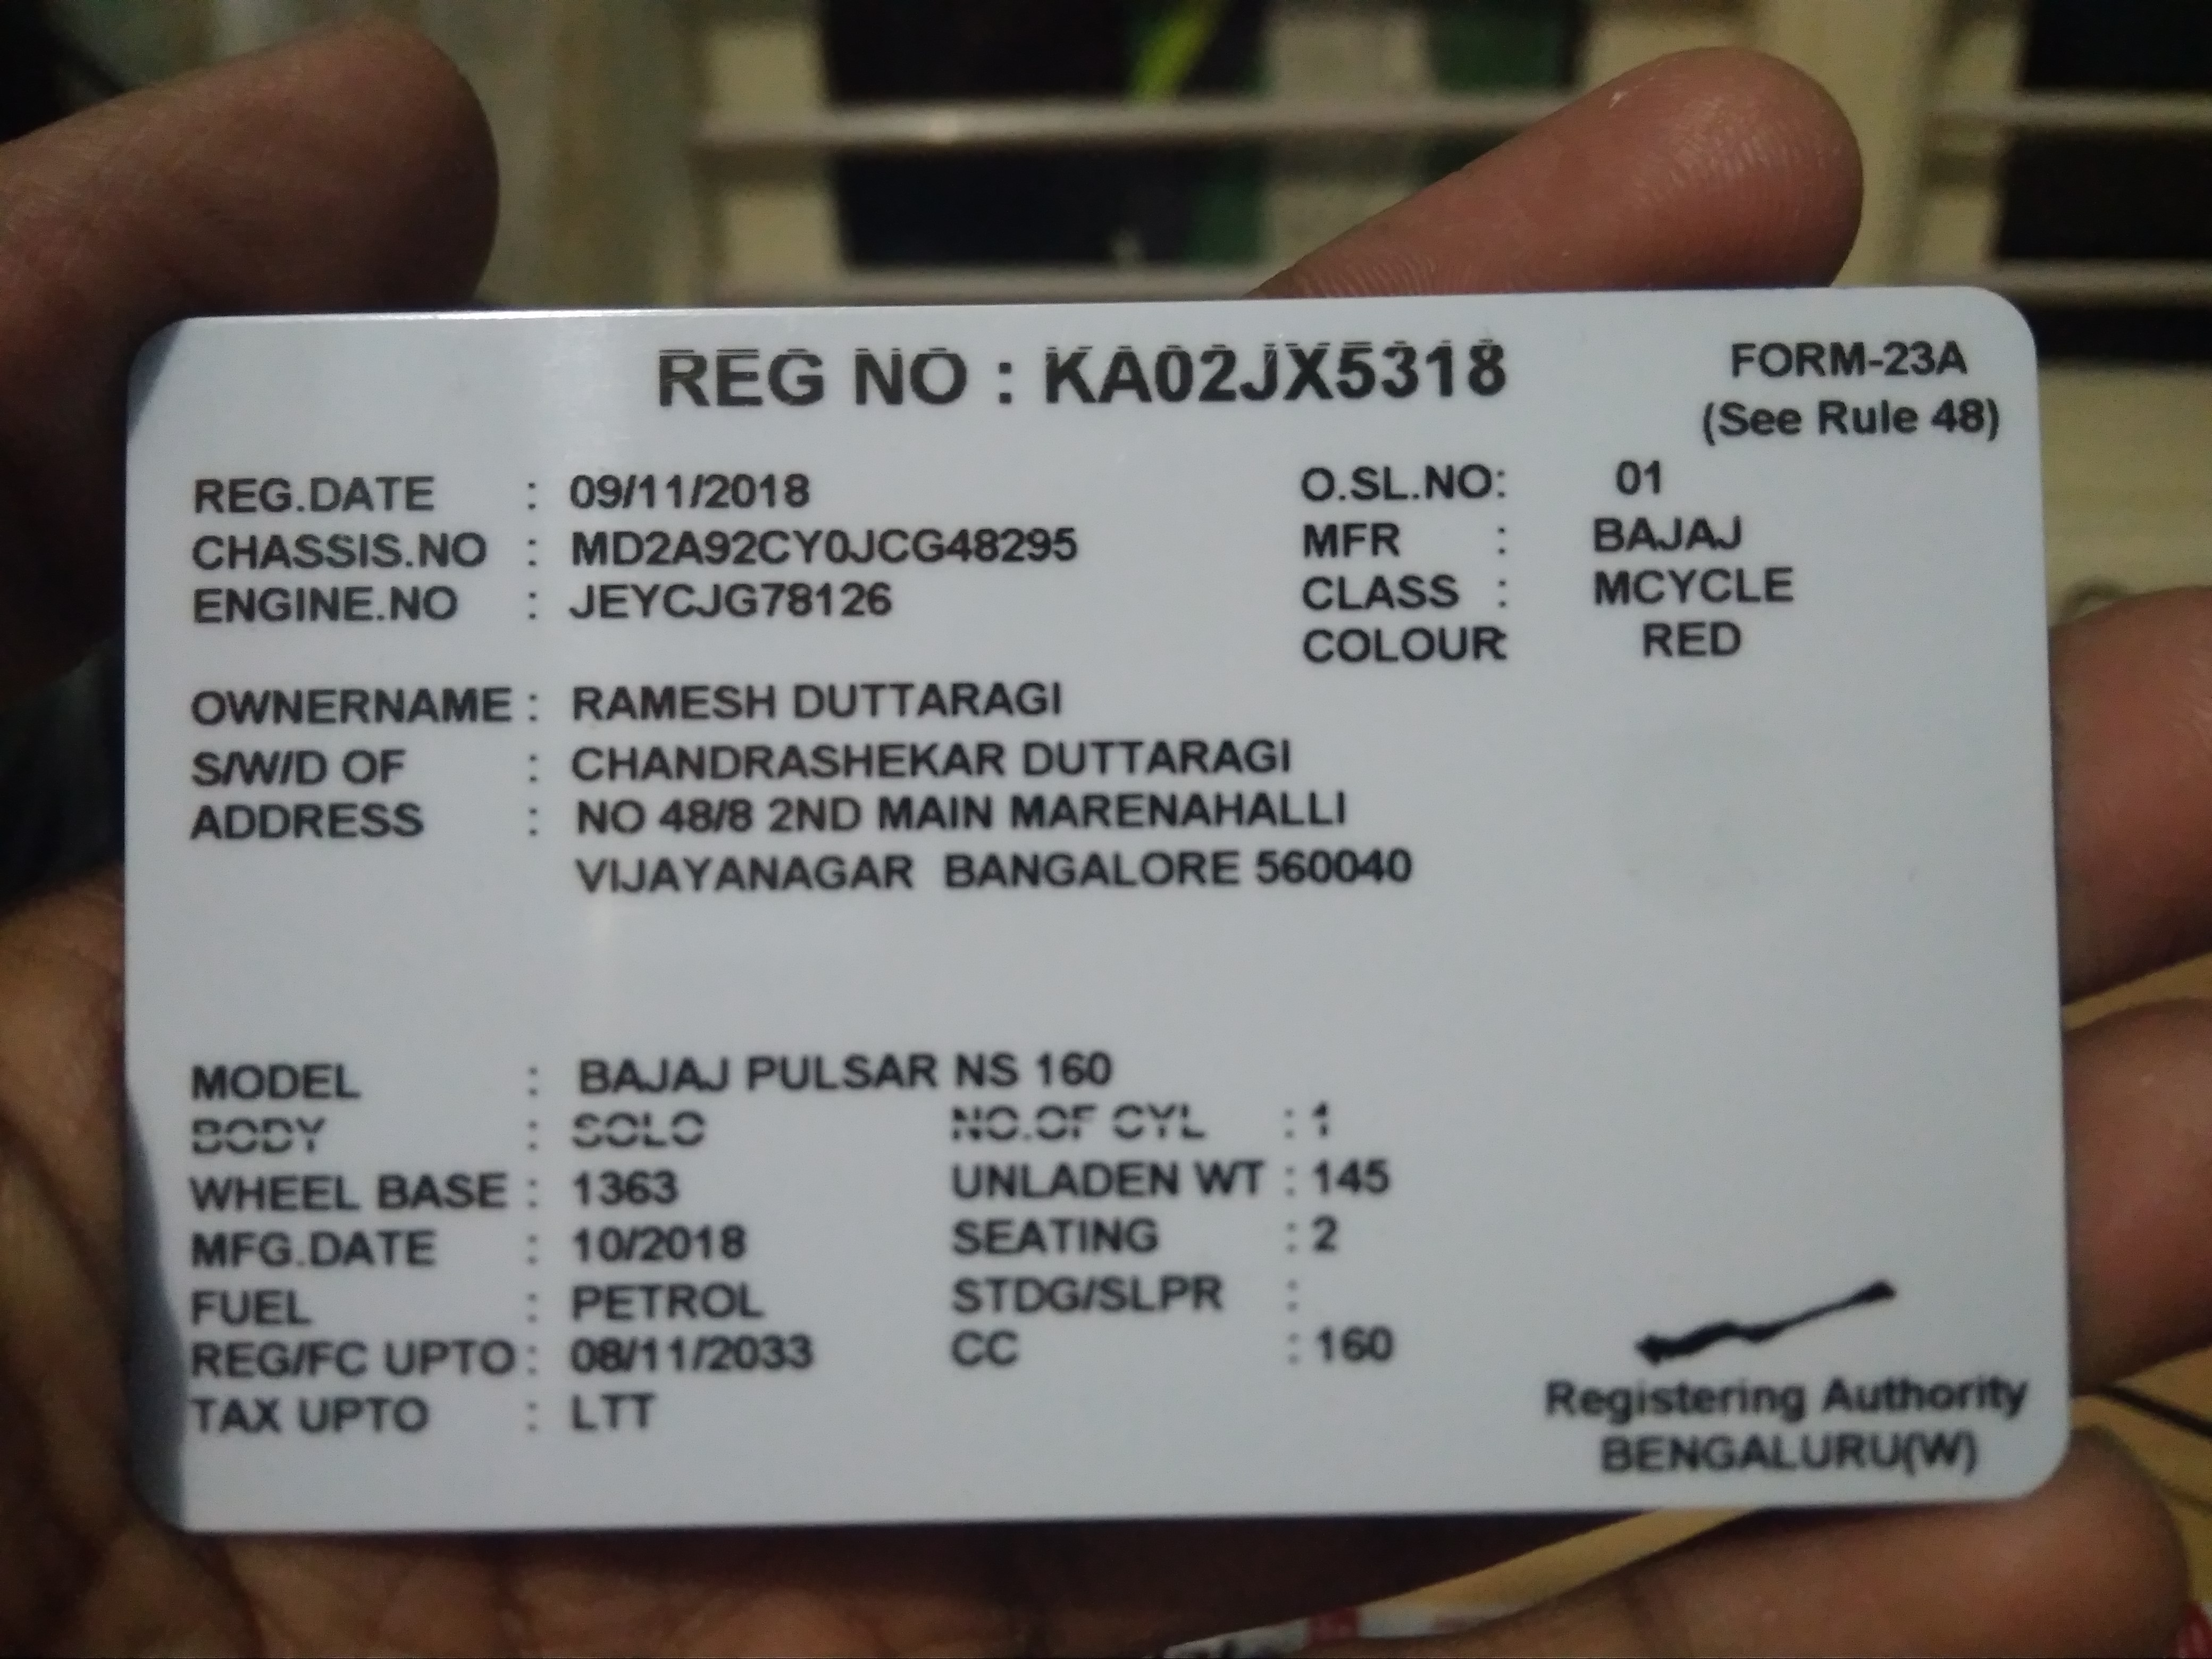 REG NO : KA02JX5318
FORM-23A
(See Rule 48)
REG.DATE : 09/11/2018 O.SL.NO: 01
CHASSIS.NO : MD2A92CY0JCG48295 MFR : BAJAJ
ENGINE.NO : JEYCJG78126 CLASS : MCYCLE
COLOUR: RED
OWNERNAME : RAMESH DUTTARAGI
S/W/D OF : CHANDRASHEKAR DUTTARAGI
ADDRESS : NO 48/8 2ND MAIN MARENAHALLI
VIJAYANAGAR BANGALORE 560040
MODEL : BAJAJ PULSAR NS 160
BODY : SOLO NO.OF CYL : 1
WHEEL BASE : 1363 UNLADEN WT : 145
MFG.DATE : 10/2018 SEATING : 2
FUEL : PETROL STDG/SLPR :
REG/FC UPTO : 08/11/2033 CC : 160
TAX UPTO : LTT
Registering Authority
BENGALURU(W)